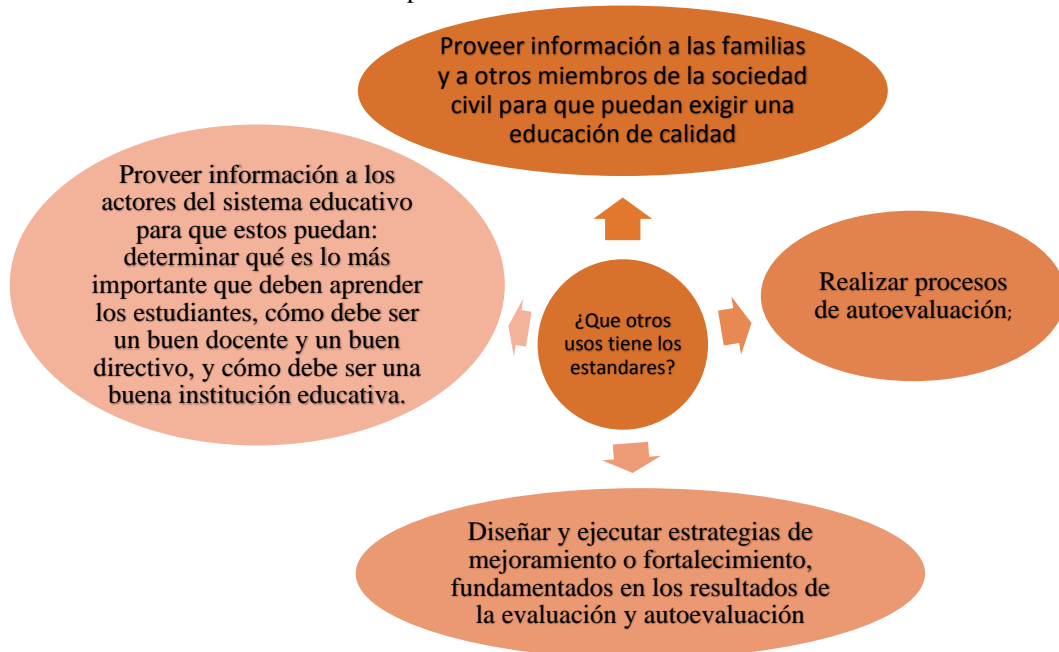 Proveer información a las familias
y a otros miembros de la sociedad
civil para que puedan exigir una
educación de calidad
Proveer información a los
actores del sistema educativo
para que estos puedan:
determinar qué es lo más
importante que deben aprender
los estudiantes, cómo debe ser
un buen docente y un buen
directivo, y cómo debe ser una
buena institución educativa.
¿Que otros
usos tiene los
estandares?
Realizar procesos
de autoevaluación;
Diseñar y ejecutar estrategias de
mejoramiento o fortalecimiento,
fundamentados en los resultados de
la evaluación y autoevaluación